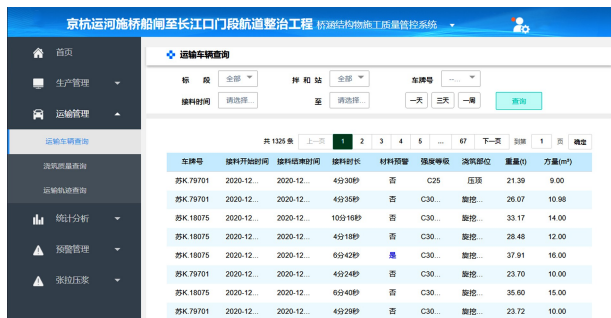 京杭运河施桥船闸至长江口门段航道整治工程 桥涵结构物施工质量管控系统
首页
生产管理
运输管理
运输车辆查询
浇筑质量查询
运输轨迹查询
统计分析
预警管理
张拉压浆
运输车辆查询
标 段 全部 拌 和 站 全部 车牌号 --...
接料时间 请选择... 至 请选择... 一天 三天 一周 查询
共 1325 条 上一页 1 2 3 4 5 ... 67 下一页 到第 1 页 确定
车牌号 接料开始时间 接料结束时间 接料时长 材料预警 强度等级 浇筑部位 重量(t) 方量(m³)
苏K.79701 2020-12... 2020-12... 4分30秒 否 C25 压顶 21.39 9.00
苏K.79701 2020-12... 2020-12... 4分35秒 否 C30... 旋挖... 26.07 10.98
苏K.18075 2020-12... 2020-12... 10分16秒 否 C30... 旋挖... 33.17 14.00
苏K.18075 2020-12... 2020-12... 4分18秒 否 C30... 旋挖... 28.48 12.00
苏K.18075 2020-12... 2020-12... 6分42秒 是 C30... 旋挖... 37.91 16.00
苏K.79701 2020-12... 2020-12... 4分24秒 否 C30... 旋挖... 23.70 10.00
苏K.18075 2020-12... 2020-12... 6分40秒 否 C30... 旋挖... 35.60 15.00
苏K.79701 2020-12... 2020-12... 4分29秒 否 C30... 旋挖... 23.72 10.00